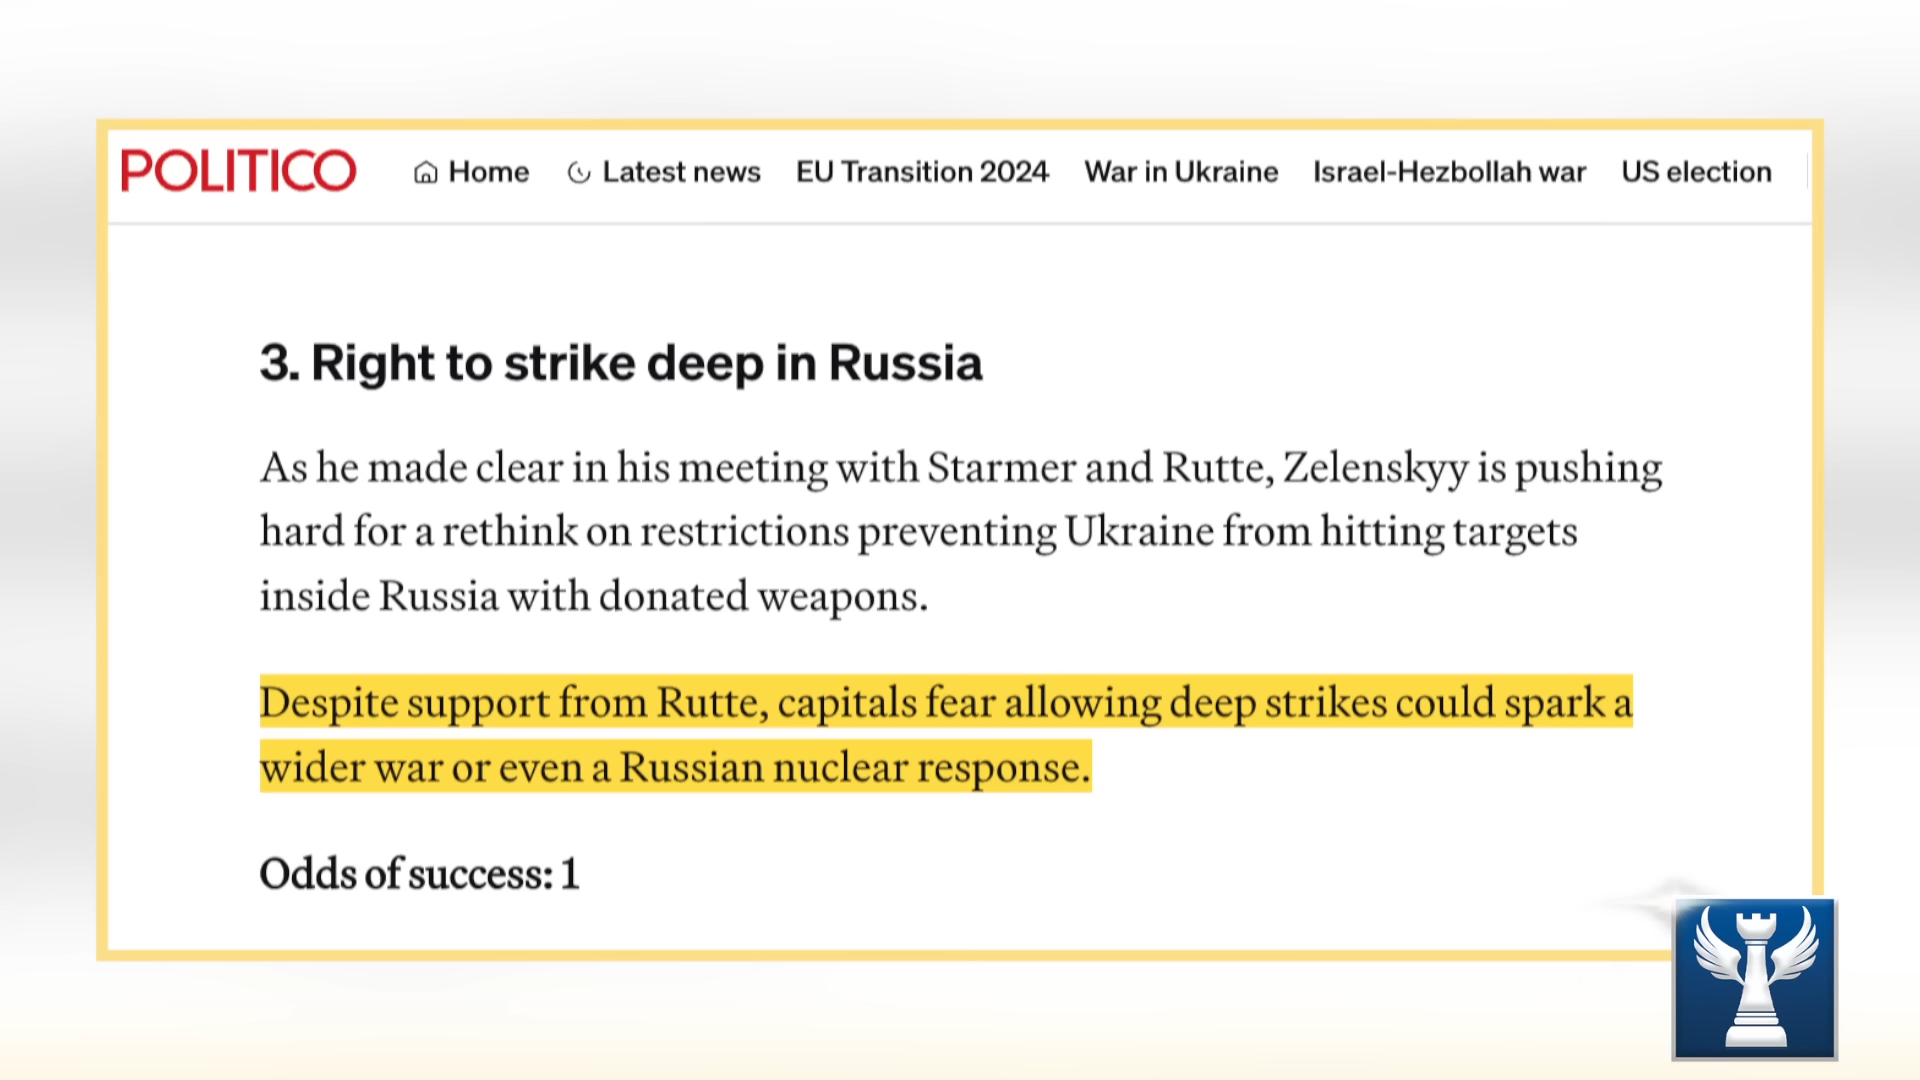 POLITICO
Home Latest news EU Transition 2024 War in Ukraine Israel-Hezbollah war US election
3. Right to strike deep in Russia
As he made clear in his meeting with Starmer and Rutte, Zelenskyy is pushing
hard for a rethink on restrictions preventing Ukraine from hitting targets
inside Russia with donated weapons.
Despite support from Rutte, capitals fear allowing deep strikes could spark a
wider war or even a Russian nuclear response.
Odds of success: 1